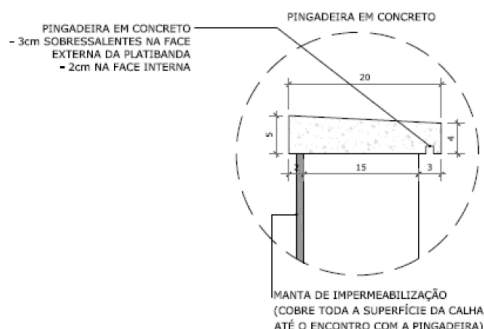 PINGADEIRA EM CONCRETO
- 3cm SOBRESSALENTES NA FACE
EXTERNA DA PLATIBANDA
- 2cm NA FACE INTERNA
PINGADEIRA EM CONCRETO
20
5
4
2
15
3
MANTA DE IMPERMEABILIZAÇÃO
(COBRE TODA A SUPERFÍCIE DA CALHA
ATÉ O ENCONTRO COM A PINGADEIRA)